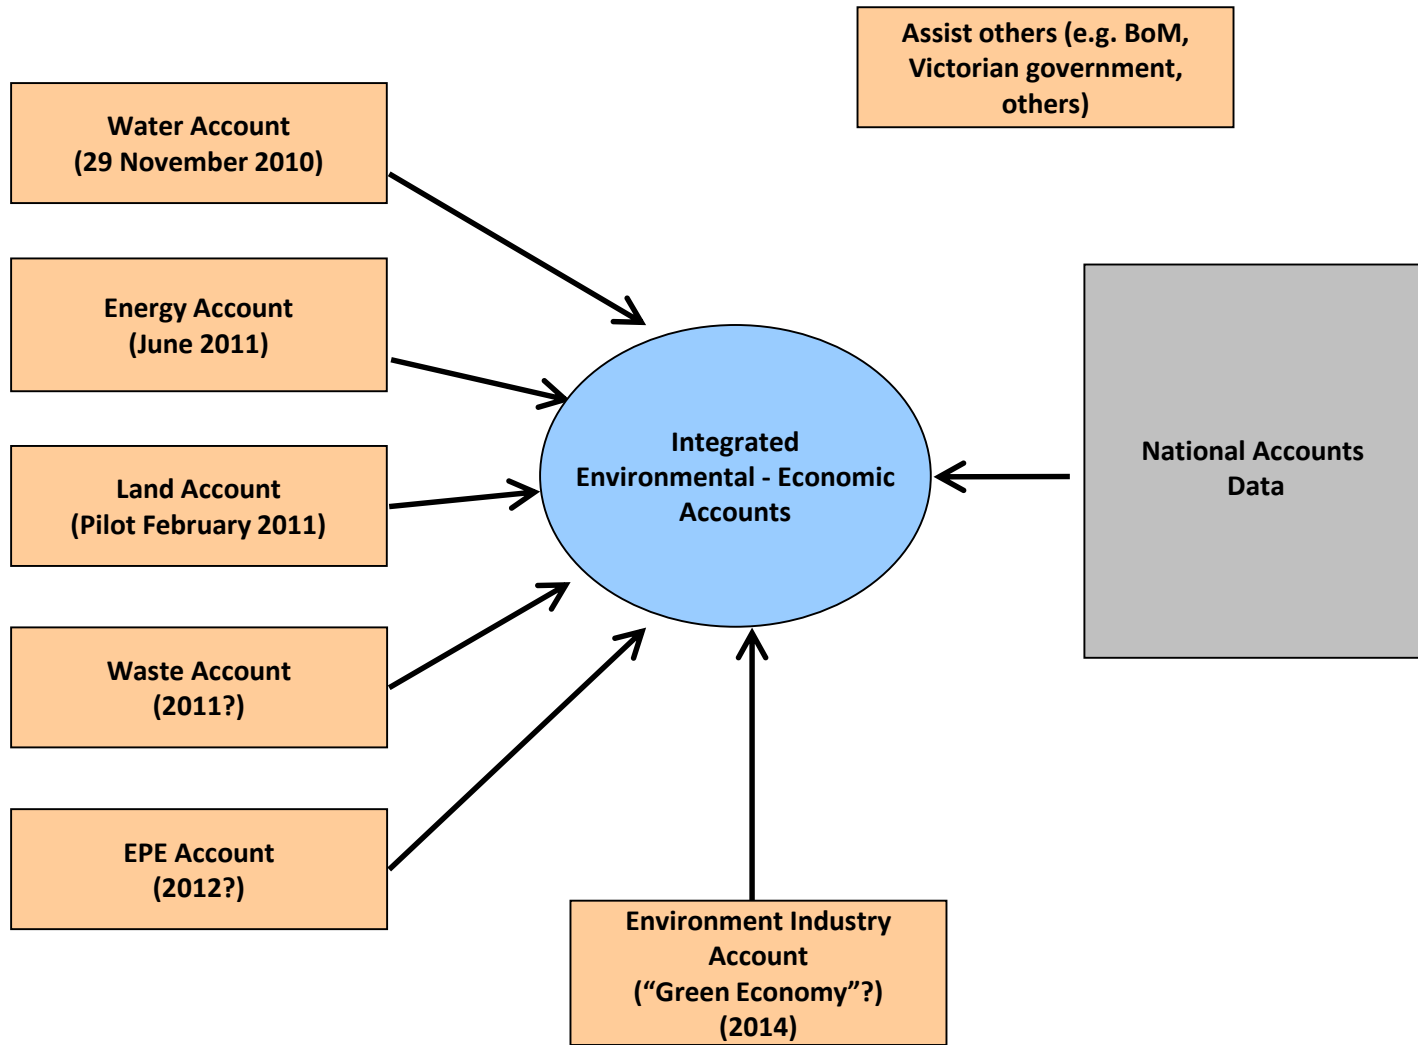 Assist others (e.g. BoM,
Victorian government,
others)
Water Account
(29 November 2010)
Energy Account
(June 2011)
Land Account
(Pilot February 2011)
Waste Account
(2011?)
EPE Account
(2012?)
Integrated
Environmental - Economic
Accounts
National Accounts
Data
Environment Industry
Account
(“Green Economy”?)
(2014)